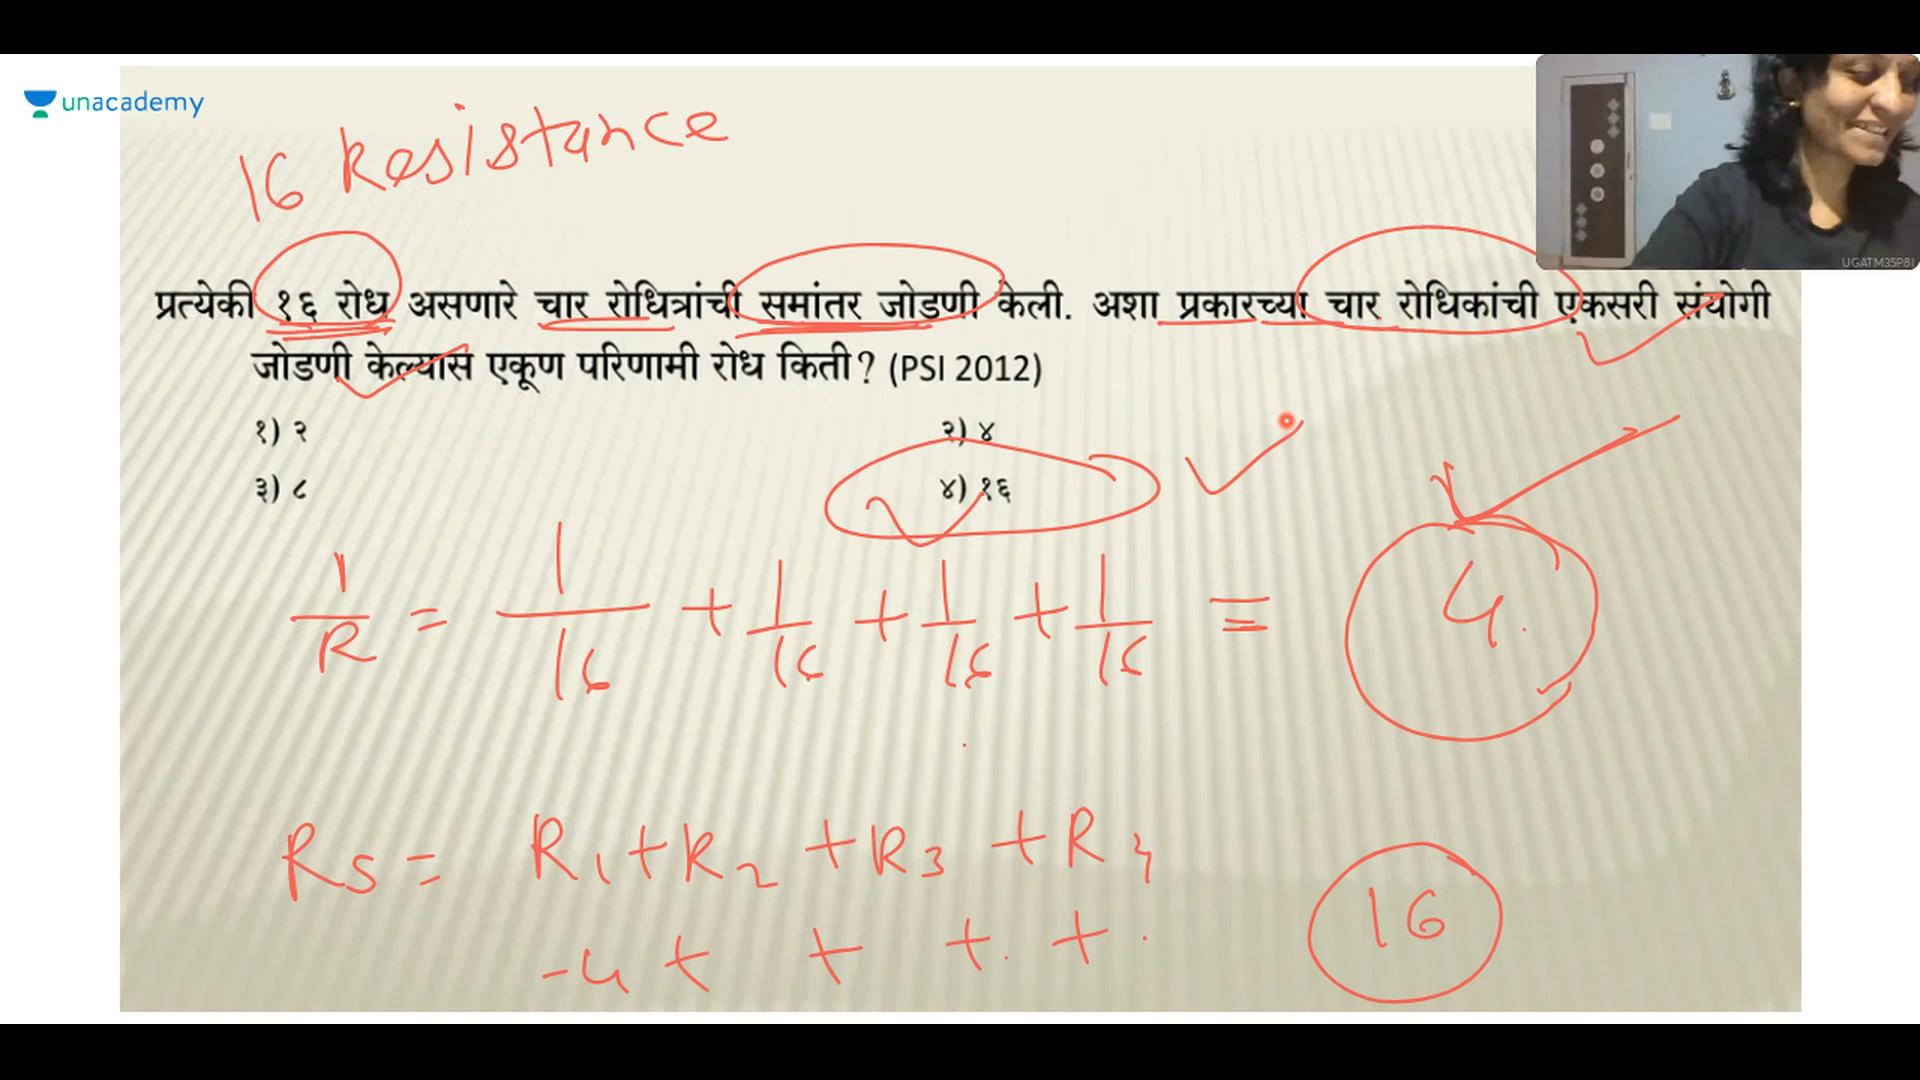 unacademy
16 Resistance
UGATM35P8I
प्रत्येकी १६ रोध असणारे चार रोधित्रांची समांतर जोडणी केली. अशा प्रकारच्या चार रोधिकांची एकसरी संयोगी
जोडणी केल्यास एकूण परिणामी रोध किती? (PSI 2012)
१) २ २) ४
३) ८ ४) १६
1/R = 1/16 + 1/16 + 1/16 + 1/16 = 4
Rs = R1 + R2 + R3 + R4
-4 + + + + 16